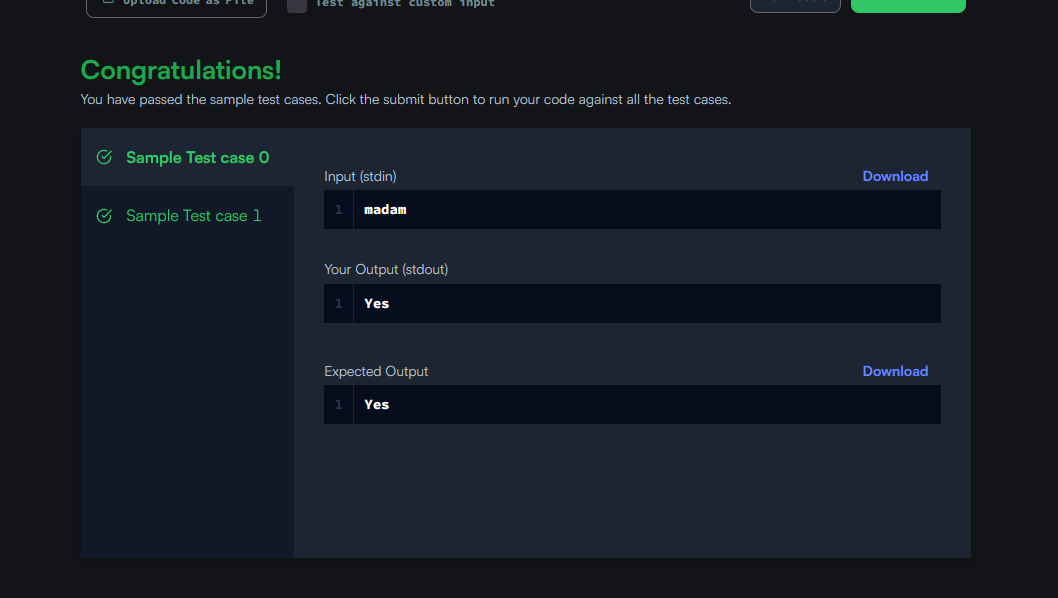 Upload Code as File
Test against custom input
Congratulations!
You have passed the sample test cases. Click the submit button to run your code against all the test cases.
Sample Test case 0
Sample Test case 1
Input (stdin)
Download
1
madam
Your Output (stdout)
1
Yes
Expected Output
Download
1
Yes